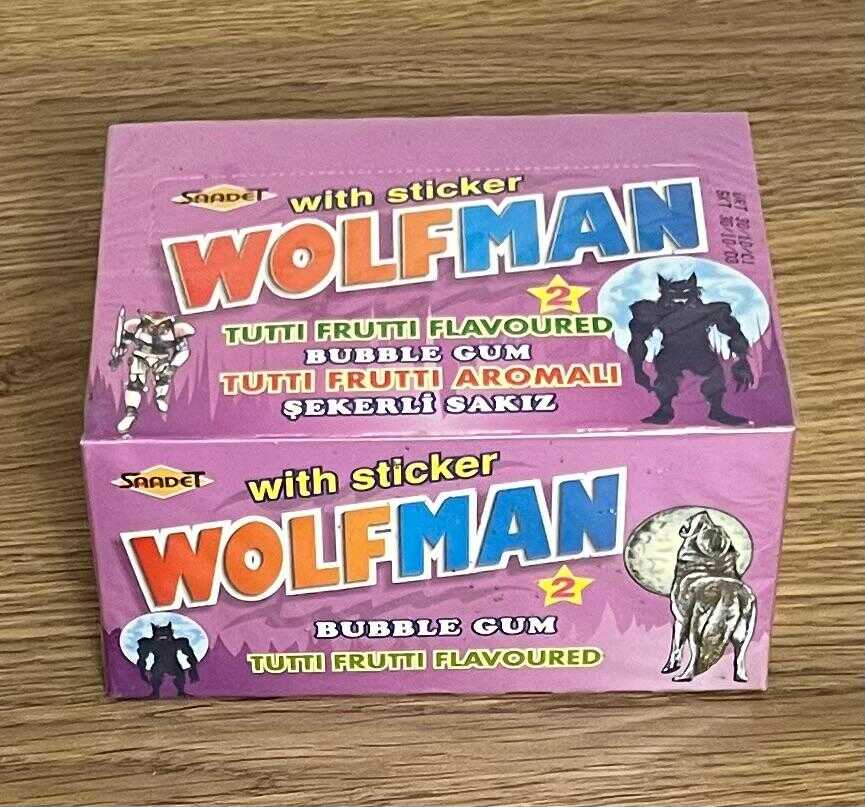 SAADET
with sticker
WOLFMAN
2
TUTTI FRUTTI FLAVOURED
BUBBLE GUM
TUTTI FRUTTI AROMALI
ŞEKERLİ SAKIZ
SAADET
with sticker
WOLFMAN
2
BUBBLE GUM
TUTTI FRUTTI FLAVOURED